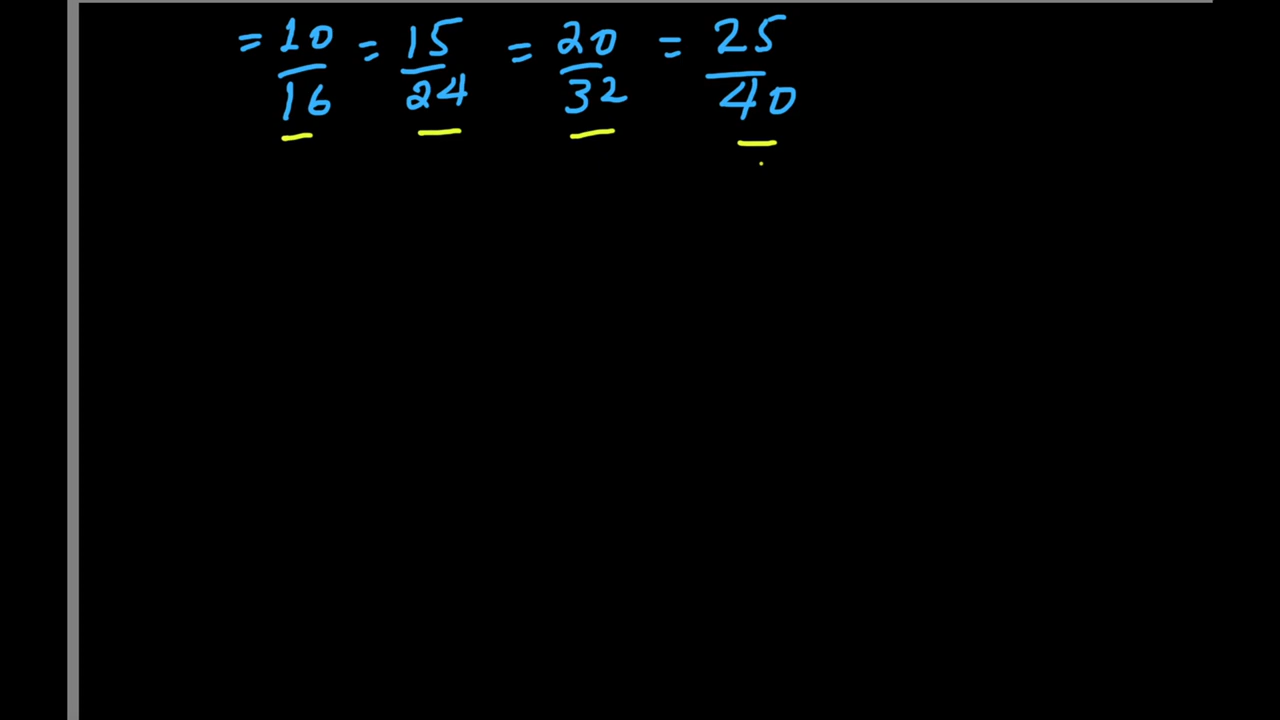 = 10/16 = 15/24 = 20/32 = 25/40